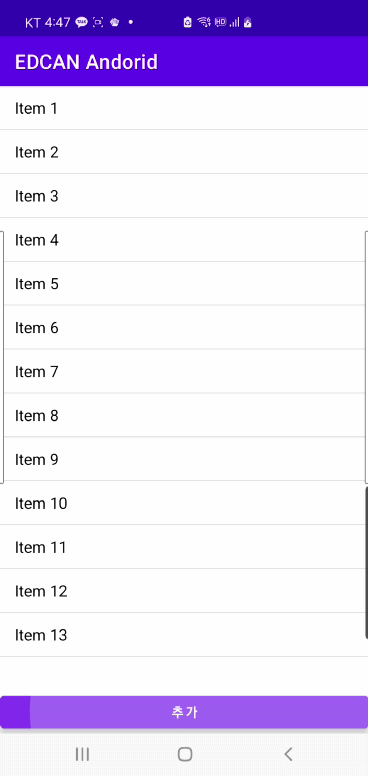 KT 4:47
EDCAN Andorid
Item 1
Item 2
Item 3
Item 4
Item 5
Item 6
Item 7
Item 8
Item 9
Item 10
Item 11
Item 12
Item 13
추가